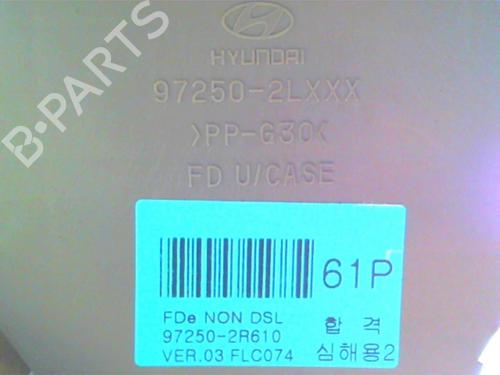 B-PARTS
HYUNDAI
97250-2LXXX
>PP-G30<
FD U/CASE
61P
FDe NON DSL
97250-2R610 합 격
VER.03 FLC074 심해용2